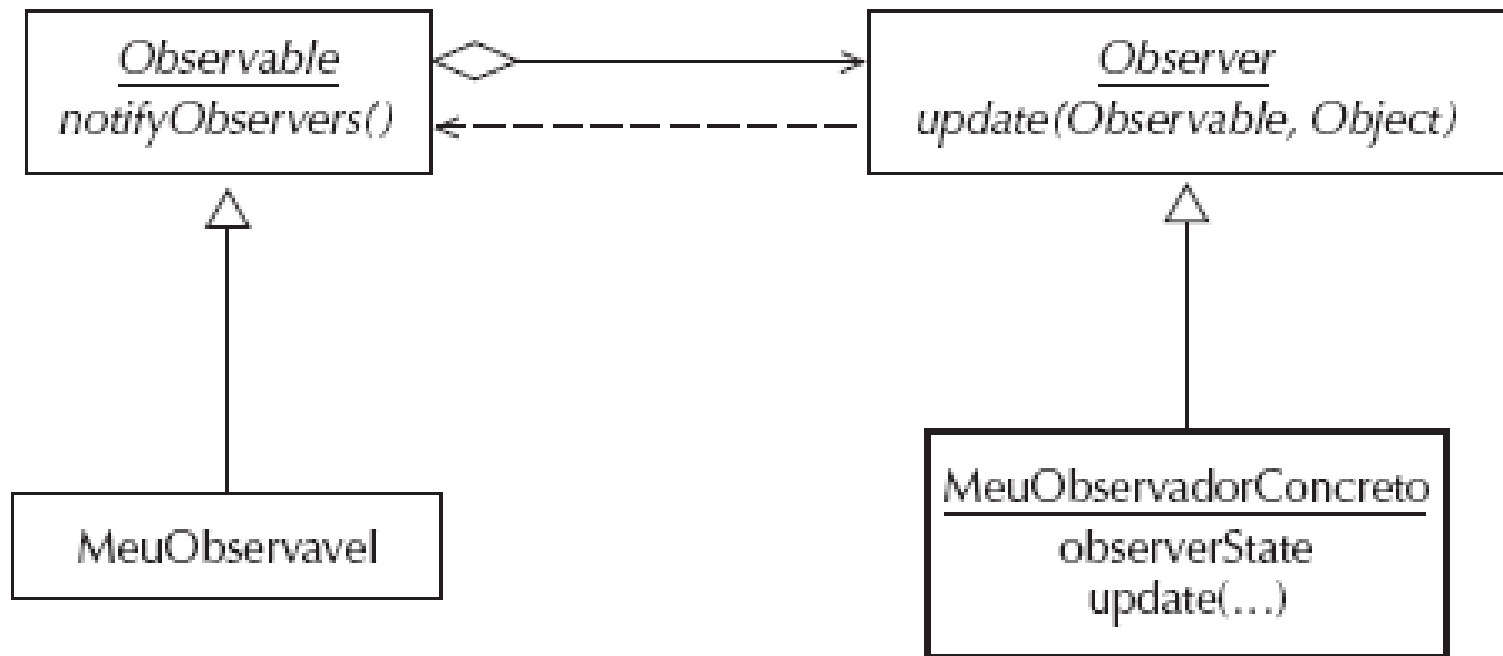 Observable
notifyObservers()
Observer
update(Observable, Object)
MeuObservavel
MeuObservadorConcreto
observerState
update(...)